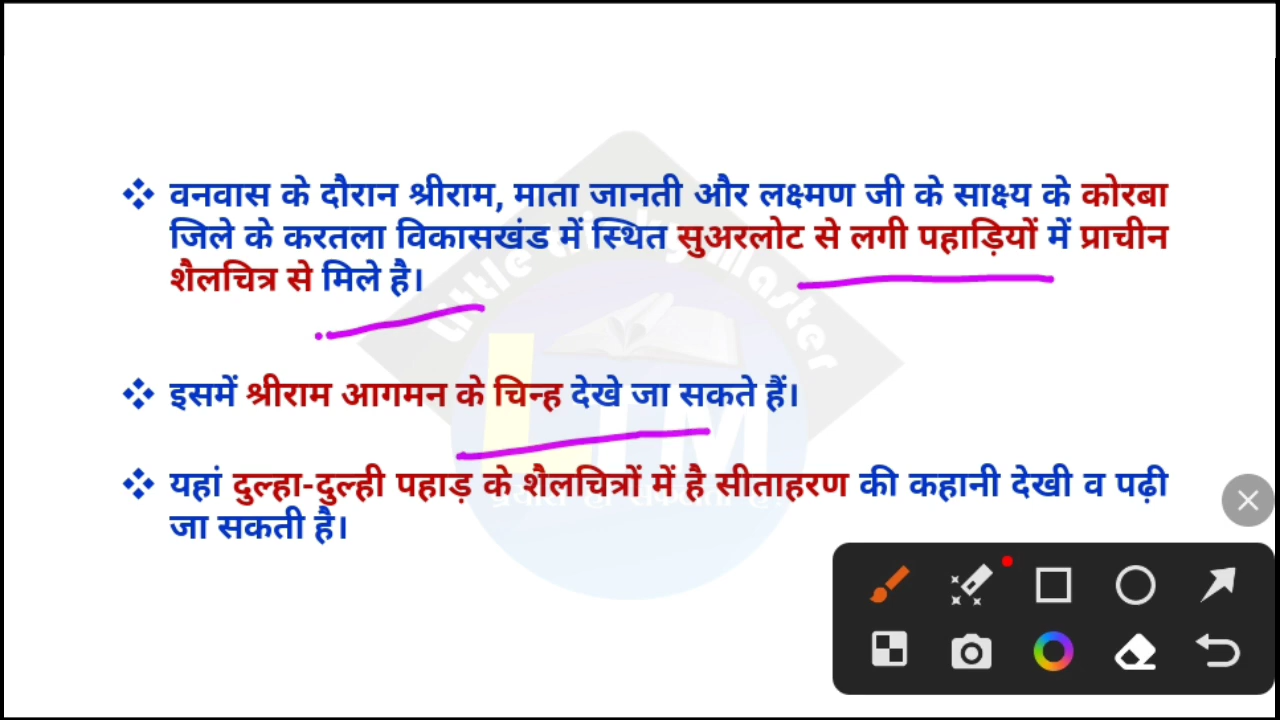 ❖ वनवास के दौरान श्रीराम, माता जानती और लक्ष्मण जी के साक्ष्य के कोरबा
जिले के करतला विकासखंड में स्थित सुअरलोट से लगी पहाड़ियों में प्राचीन
शैलचित्र से मिले है।
❖ इसमें श्रीराम आगमन के चिन्ह देखे जा सकते हैं।
❖ यहां दुल्हा-दुल्ही पहाड़ के शैलचित्रों में है सीताहरण की कहानी देखी व पढ़ी
जा सकती है।